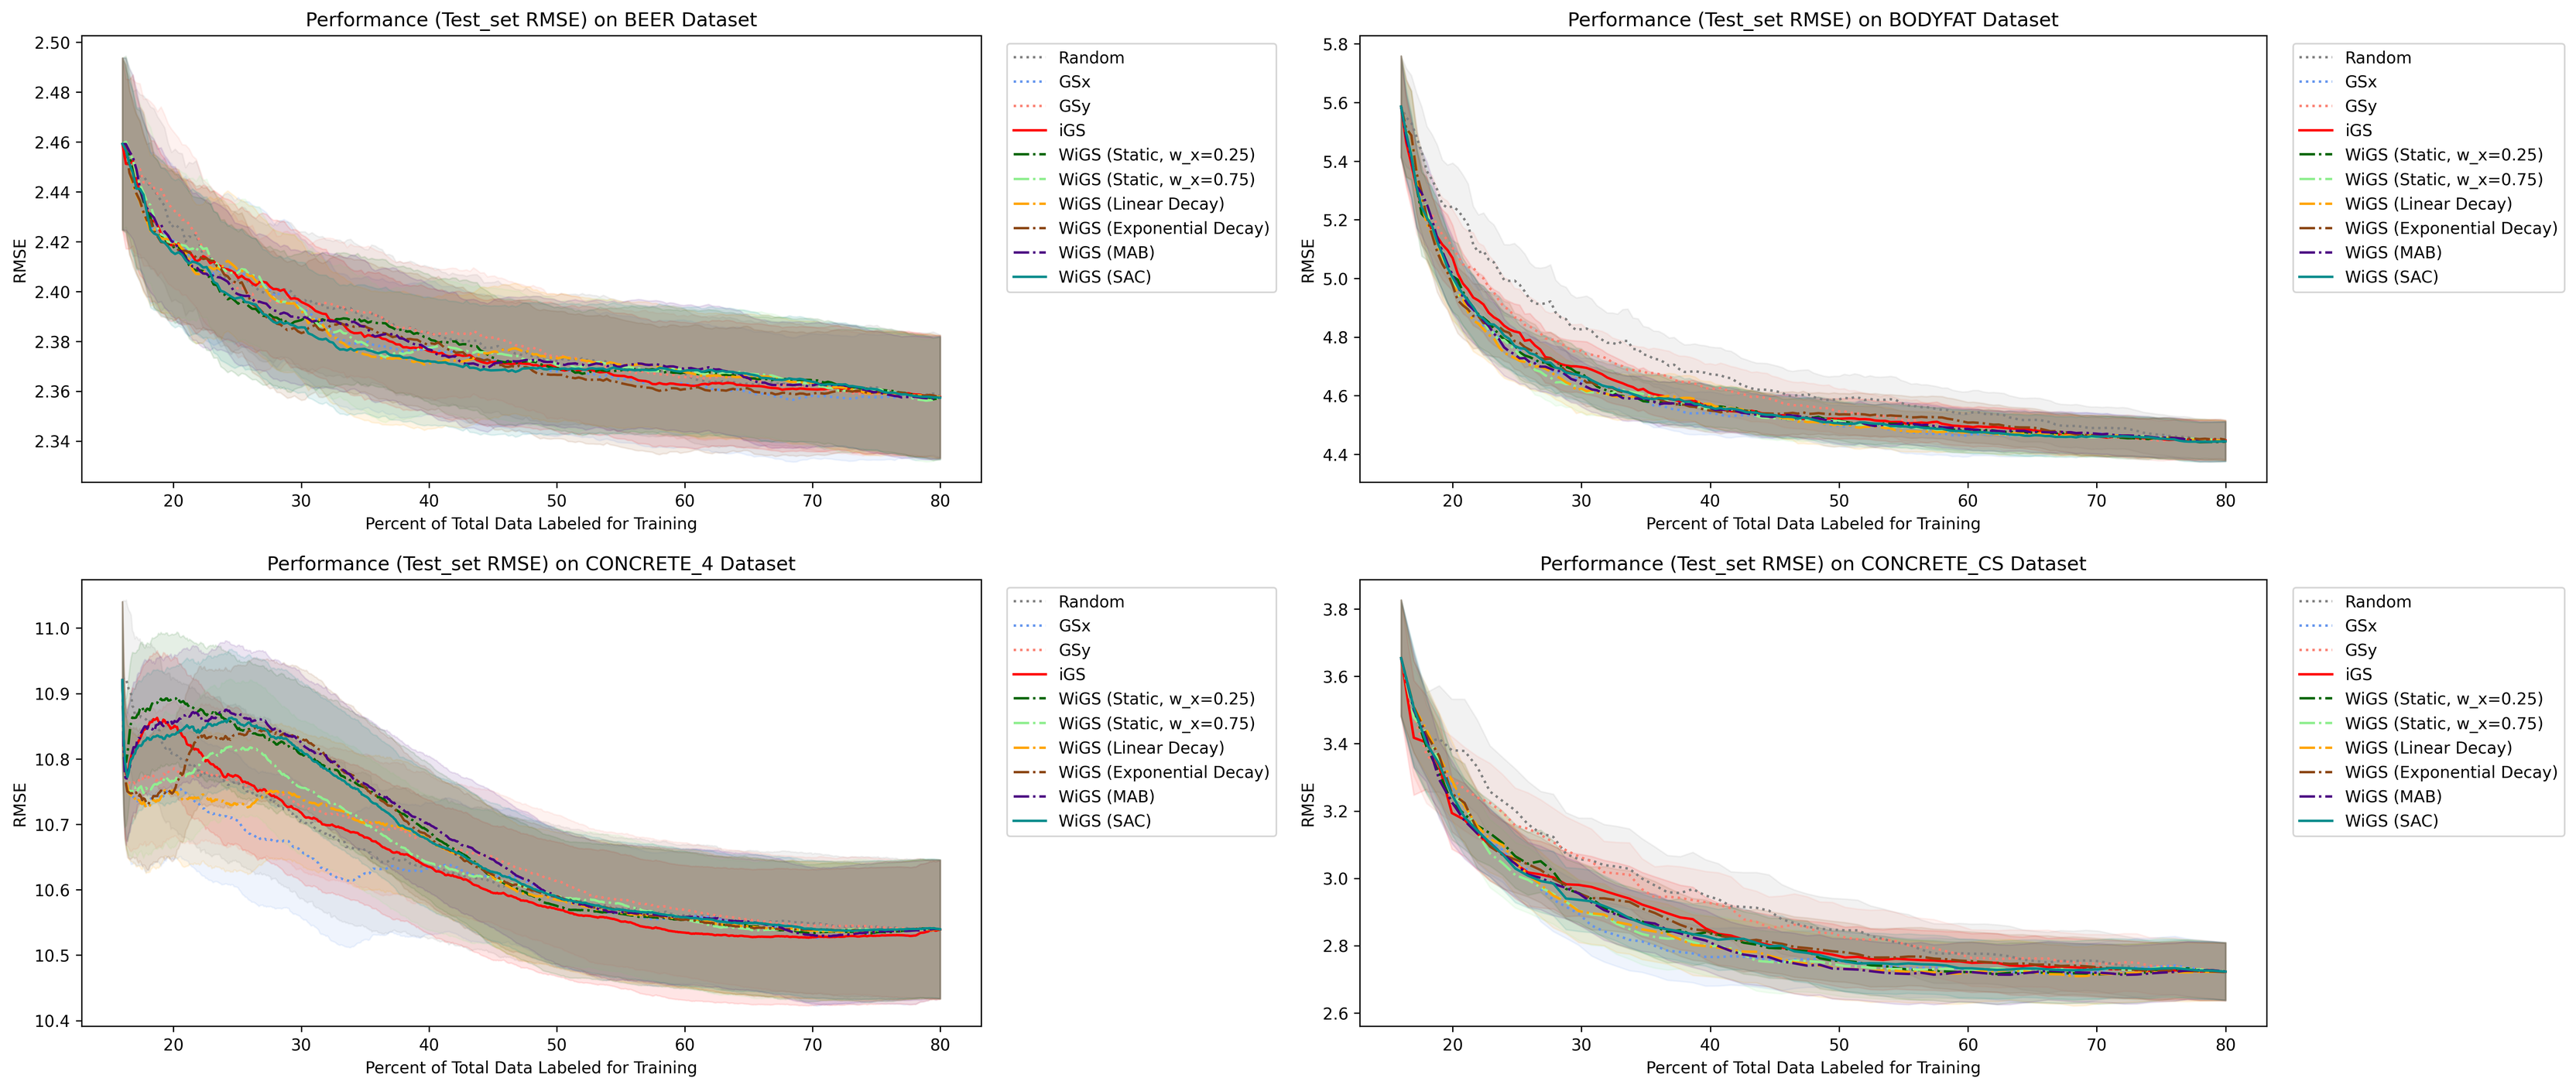 Performance (Test_set RMSE) on BEER Dataset
2.50
2.48
2.46
2.44
2.42
2.40
2.38
2.36
2.34
RMSE
20 30 40 50 60 70 80
Percent of Total Data Labeled for Training
Random
GSx
GSy
iGS
WiGS (Static, w_x=0.25)
WiGS (Static, w_x=0.75)
WiGS (Linear Decay)
WiGS (Exponential Decay)
WiGS (MAB)
WiGS (SAC)
Performance (Test_set RMSE) on BODYFAT Dataset
5.8
5.6
5.4
5.2
5.0
4.8
4.6
4.4
RMSE
20 30 40 50 60 70 80
Percent of Total Data Labeled for Training
Random
GSx
GSy
iGS
WiGS (Static, w_x=0.25)
WiGS (Static, w_x=0.75)
WiGS (Linear Decay)
WiGS (Exponential Decay)
WiGS (MAB)
WiGS (SAC)
Performance (Test_set RMSE) on CONCRETE_4 Dataset
11.0
10.9
10.8
10.7
10.6
10.5
10.4
RMSE
20 30 40 50 60 70 80
Percent of Total Data Labeled for Training
Random
GSx
GSy
iGS
WiGS (Static, w_x=0.25)
WiGS (Static, w_x=0.75)
WiGS (Linear Decay)
WiGS (Exponential Decay)
WiGS (MAB)
WiGS (SAC)
Performance (Test_set RMSE) on CONCRETE_CS Dataset
3.8
3.6
3.4
3.2
3.0
2.8
2.6
RMSE
20 30 40 50 60 70 80
Percent of Total Data Labeled for Training
Random
GSx
GSy
iGS
WiGS (Static, w_x=0.25)
WiGS (Static, w_x=0.75)
WiGS (Linear Decay)
WiGS (Exponential Decay)
WiGS (MAB)
WiGS (SAC)